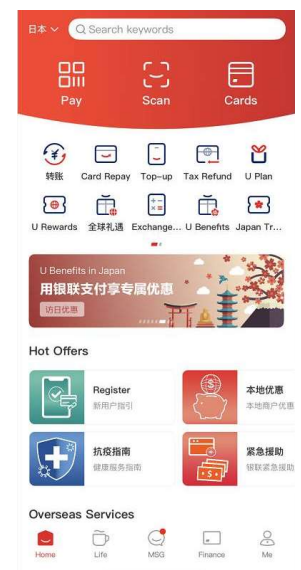 日本
Search keywords
Pay Scan Cards
转账 Card Repay Top-up Tax Refund U Plan
U Rewards 全球礼遇 Exchange... U Benefits Japan Tr...
U Benefits in Japan
用银联支付享专属优惠
访日优惠
Hot Offers
Register
新用户指引
本地优惠
本地商户优惠
抗疫指南
健康服务指南
紧急援助
银联紧急援助
Overseas Services
Home Life MSG Finance Me